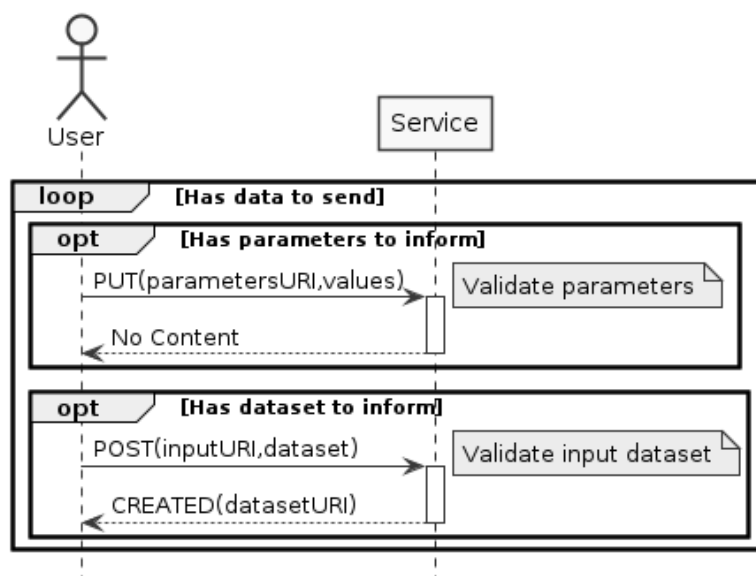 User
Service
loop [Has data to send]
opt [Has parameters to inform]
PUT(parametersURI,values)
Validate parameters
No Content
opt [Has dataset to inform]
POST(inputURI,dataset)
Validate input dataset
CREATED(datasetURI)